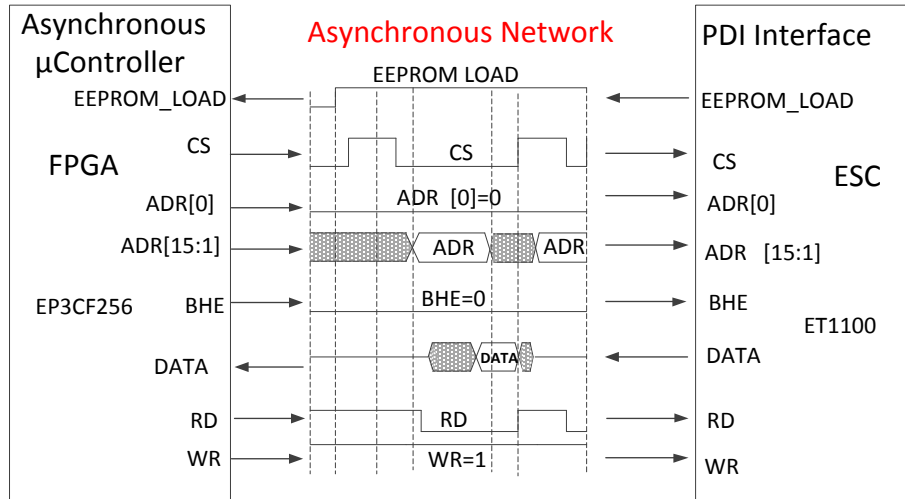 Asynchronous
µController
Asynchronous Network
PDI Interface
EEPROM LOAD
EEPROM_LOAD
EEPROM_LOAD
CS
CS
CS
FPGA
ESC
ADR[0]
ADR [0]=0
ADR[0]
ADR[15:1]
ADR
ADR
ADR [15:1]
EP3CF256
BHE
BHE=0
BHE
ET1100
DATA
DATA
DATA
RD
RD
RD
WR
WR=1
WR